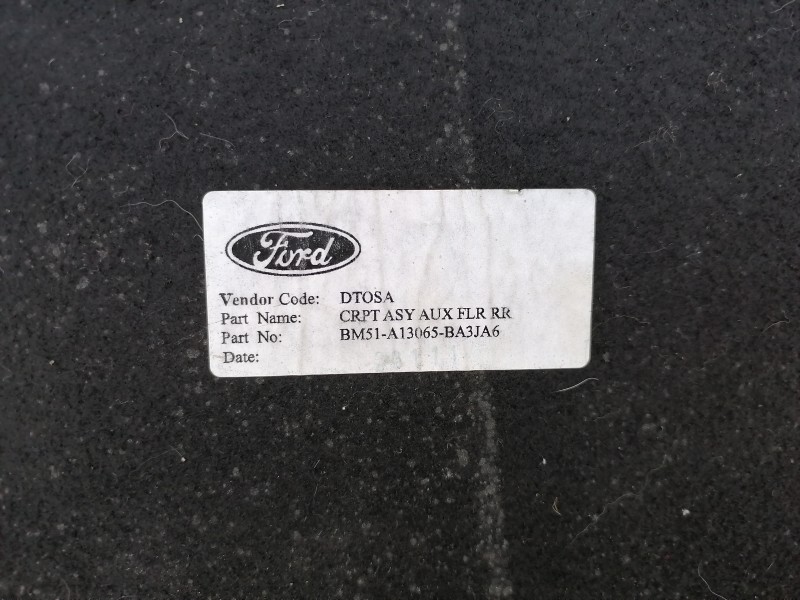 Ford
Vendor Code: DTOSA
Part Name: CRPT ASY AUX FLR RR
Part No: BM51-A13065-BA3JA6
Date: